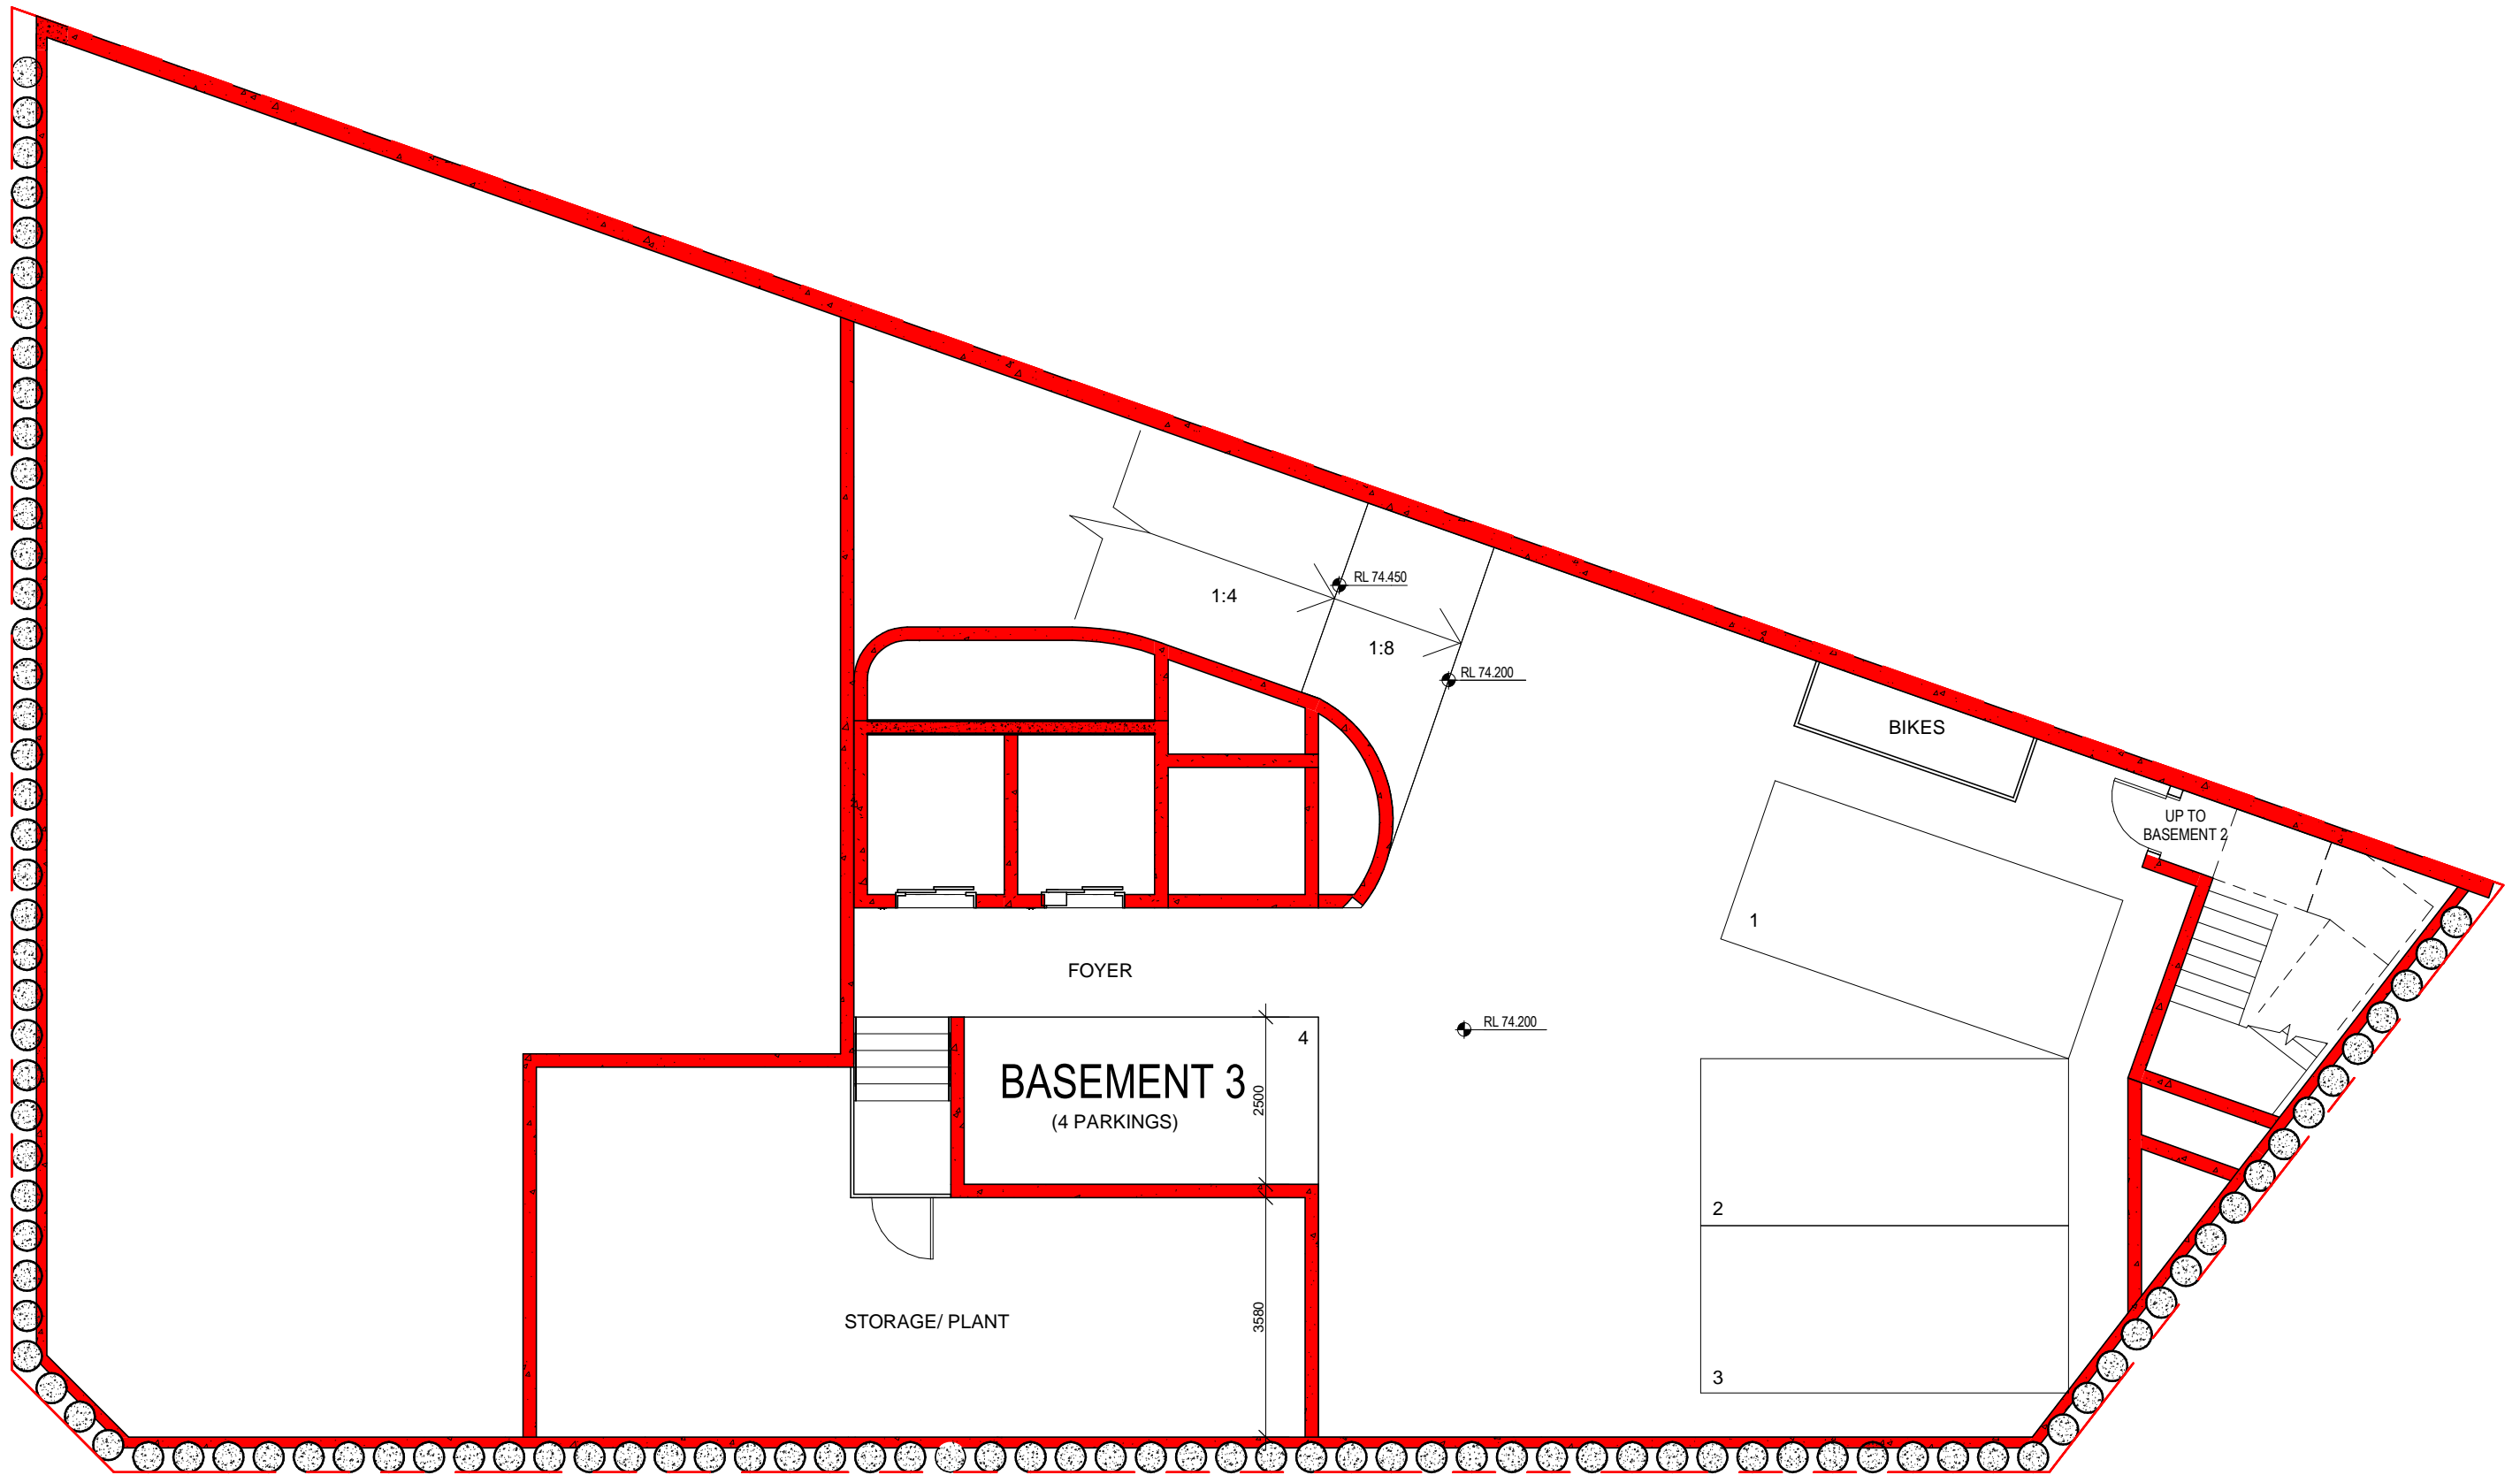 RL 74.450
1:4
1:8
RL 74.200
BIKES
UP TO
BASEMENT 2
1
FOYER
RL 74.200
4
BASEMENT 3
(4 PARKINGS)
2500
2
3580
STORAGE/ PLANT
3